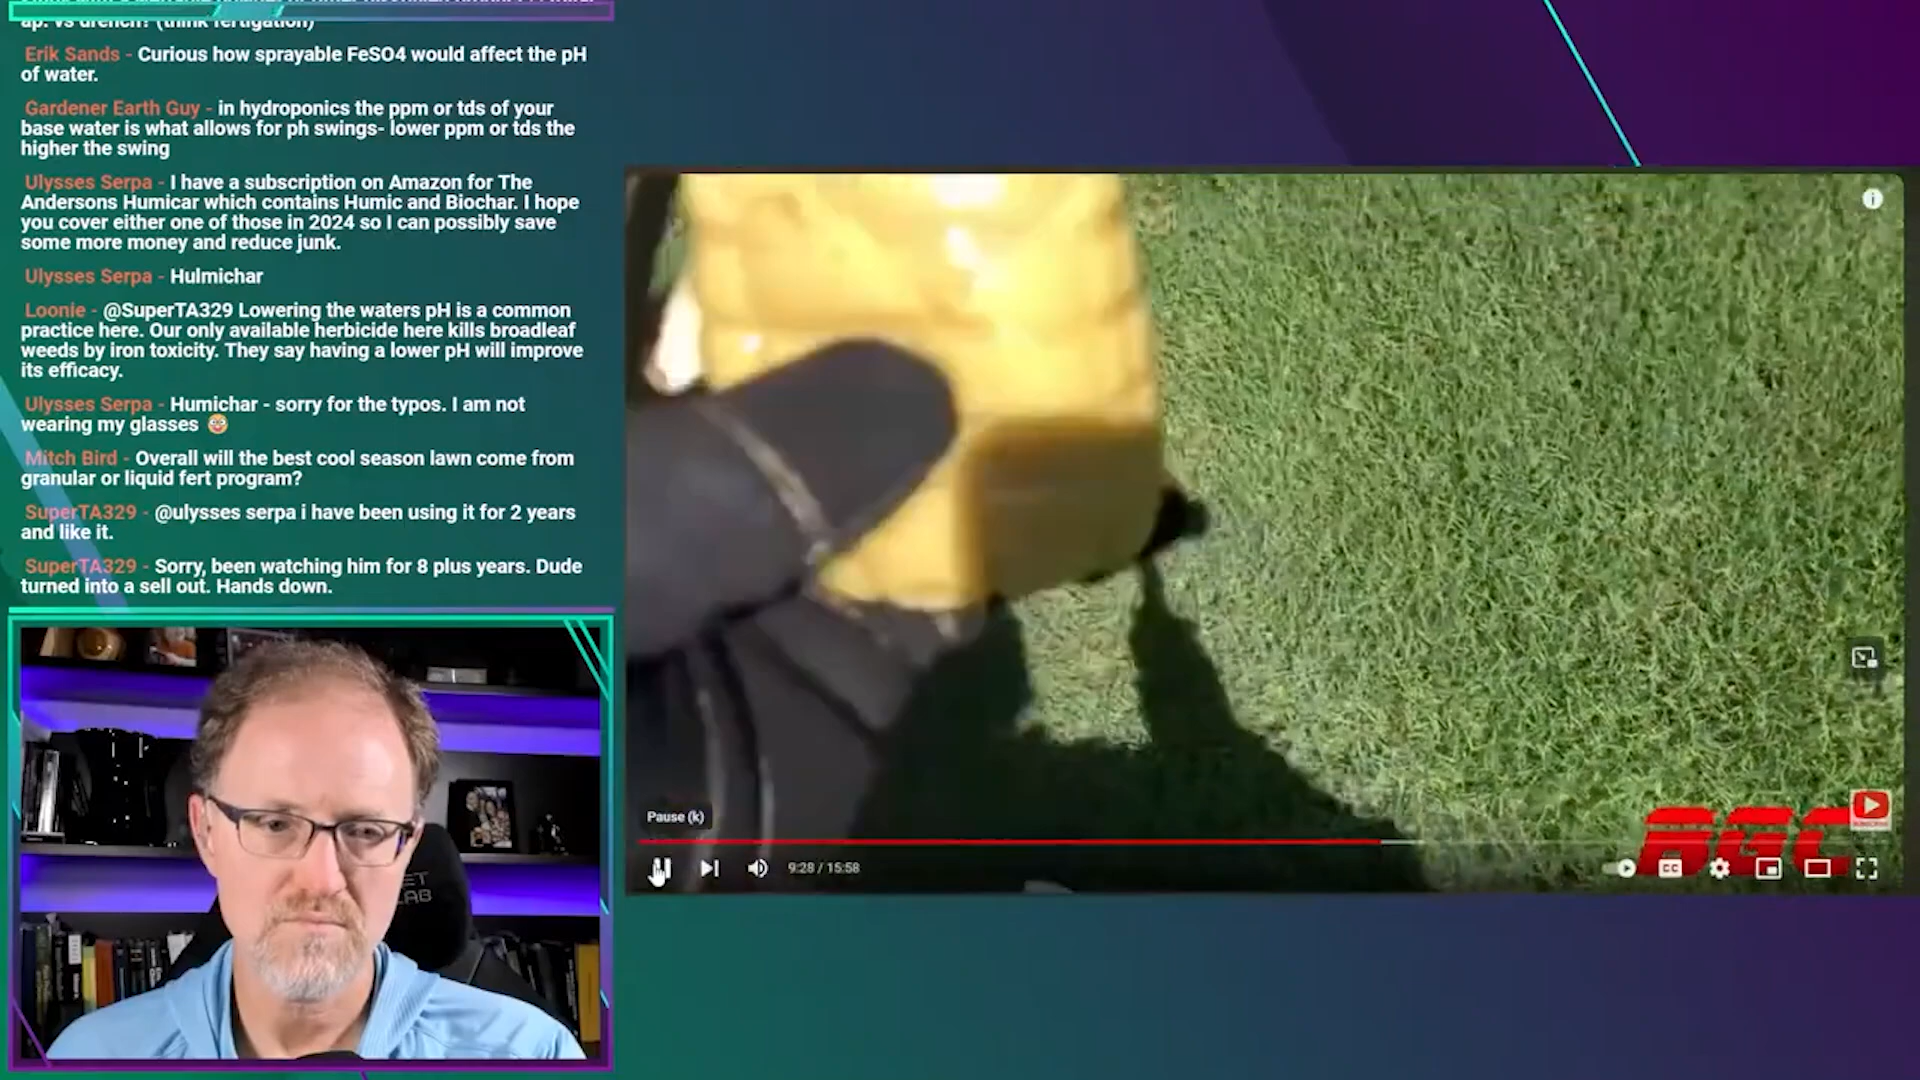 ap. vs drench? (think fertigation)
Erik Sands - Curious how sprayable FeSO4 would affect the pH
of water.
Gardener Earth Guy - in hydroponics the ppm or tds of your
base water is what allows for ph swings- lower ppm or tds the
higher the swing
Ulysses Serpa - I have a subscription on Amazon for The
Andersons Humicar which contains Humic and Biochar. I hope
you cover either one of those in 2024 so I can possibly save
some more money and reduce junk.
Ulysses Serpa - Hulmichar
Loonie - @SuperTA329 Lowering the waters pH is a common
practice here. Our only available herbicide here kills broadleaf
weeds by iron toxicity. They say having a lower pH will improve
its efficacy.
Ulysses Serpa - Humichar - sorry for the typos. I am not
wearing my glasses 🤓
Mitch Bird - Overall will the best cool season lawn come from
granular or liquid fert program?
SuperTA329 - @ulysses serpa i have been using it for 2 years
and like it.
SuperTA329 - Sorry, been watching him for 8 plus years. Dude
turned into a sell out. Hands down.
Pause (k)
9:28 / 15:58
BGC
CC